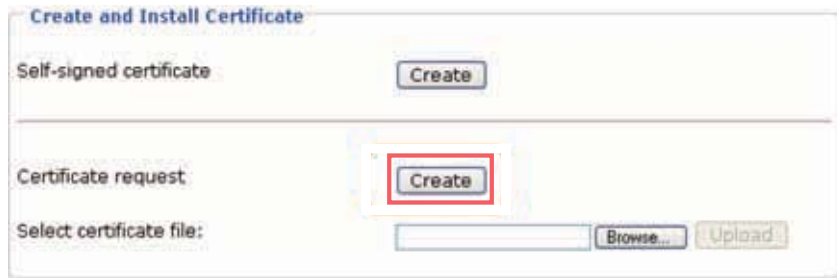 Create and Install Certificate
Self-signed certificate Create
Certificate request Create
Select certificate file: Browse... Upload